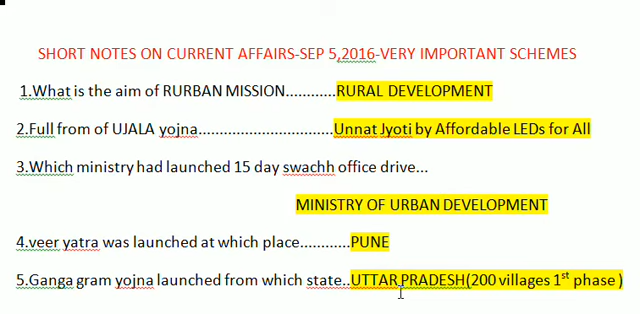 SHORT NOTES ON CURRENT AFFAIRS-SEP 5,2016-VERY IMPORTANT SCHEMES
1.What is the aim of RURBAN MISSION............RURAL DEVELOPMENT
2.Full from of UJALA yojna................................Unnat Jyoti by Affordable LEDs for All
3.Which ministry had launched 15 day swachh office drive...
MINISTRY OF URBAN DEVELOPMENT
4.veer yatra was launched at which place............PUNE
5.Ganga gram yojna launched from which state..UTTAR PRADESH(200 villages 1st phase )